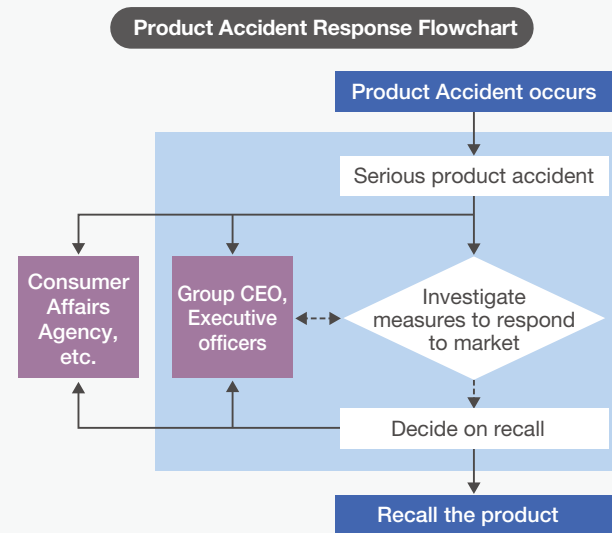 Product Accident Response Flowchart
Product Accident occurs
Serious product accident
Consumer
Affairs
Agency,
etc.
Group CEO,
Executive
officers
Investigate
measures to respond
to market
Decide on recall
Recall the product